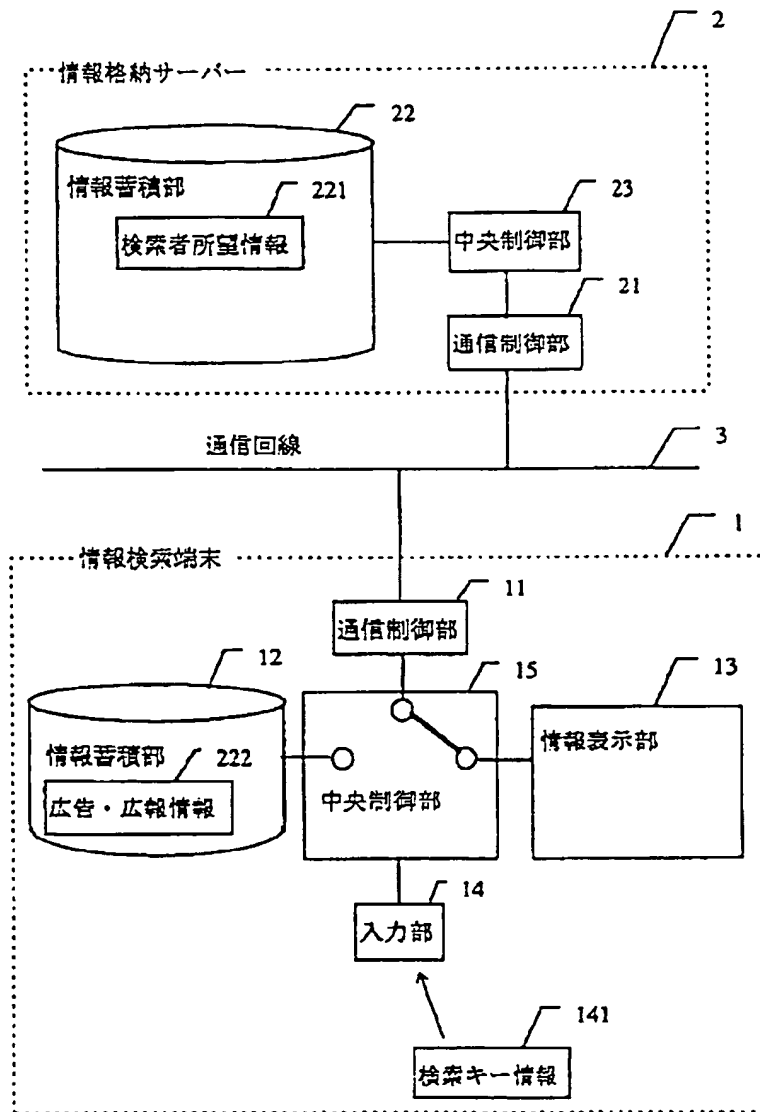 2
情報格納サーバー
22
情報蓄積部
221
検索者所望情報
23
中央制御部
21
通信制御部
通信回線
3
1
情報検索端末
11
通信制御部
12
15
13
情報蓄積部
222
広告・広報情報
中央制御部
情報表示部
14
入力部
141
検索キー情報